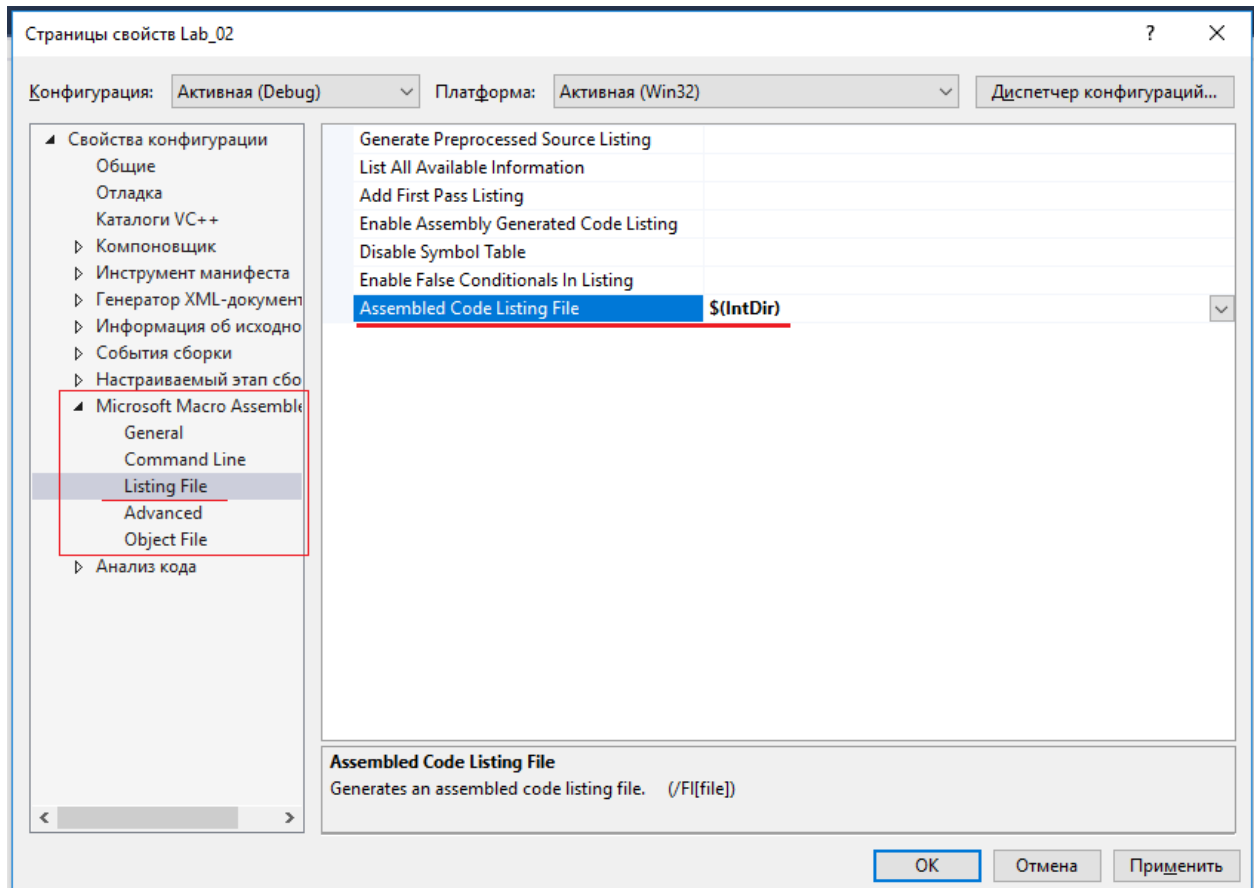 Страницы свойств Lab_02 ? ×
Конфигурация: Активная (Debug) Платформа: Активная (Win32) Диспетчер конфигураций...
Свойства конфигурации
Общие
Отладка
Каталоги VC++
Компоновщик
Инструмент манифеста
Генератор XML-документ
Информация об исходно
События сборки
Настраиваемый этап сбо
Microsoft Macro Assemble
General
Command Line
Listing File
Advanced
Object File
Анализ кода
Generate Preprocessed Source Listing
List All Available Information
Add First Pass Listing
Enable Assembly Generated Code Listing
Disable Symbol Table
Enable False Conditionals In Listing
Assembled Code Listing File $(IntDir)
Assembled Code Listing File
Generates an assembled code listing file. (/Fl[file])
ОК Отмена Применить